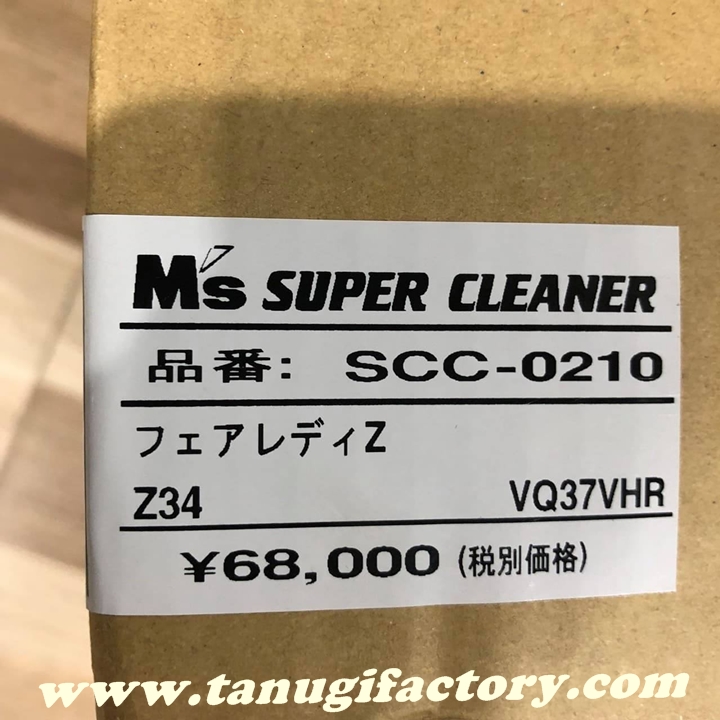 M's SUPER CLEANER
品番: SCC-0210
フェアレディZ
Z34 VQ37VHR
¥68,000 (税別価格)
www.tanugifactory.com